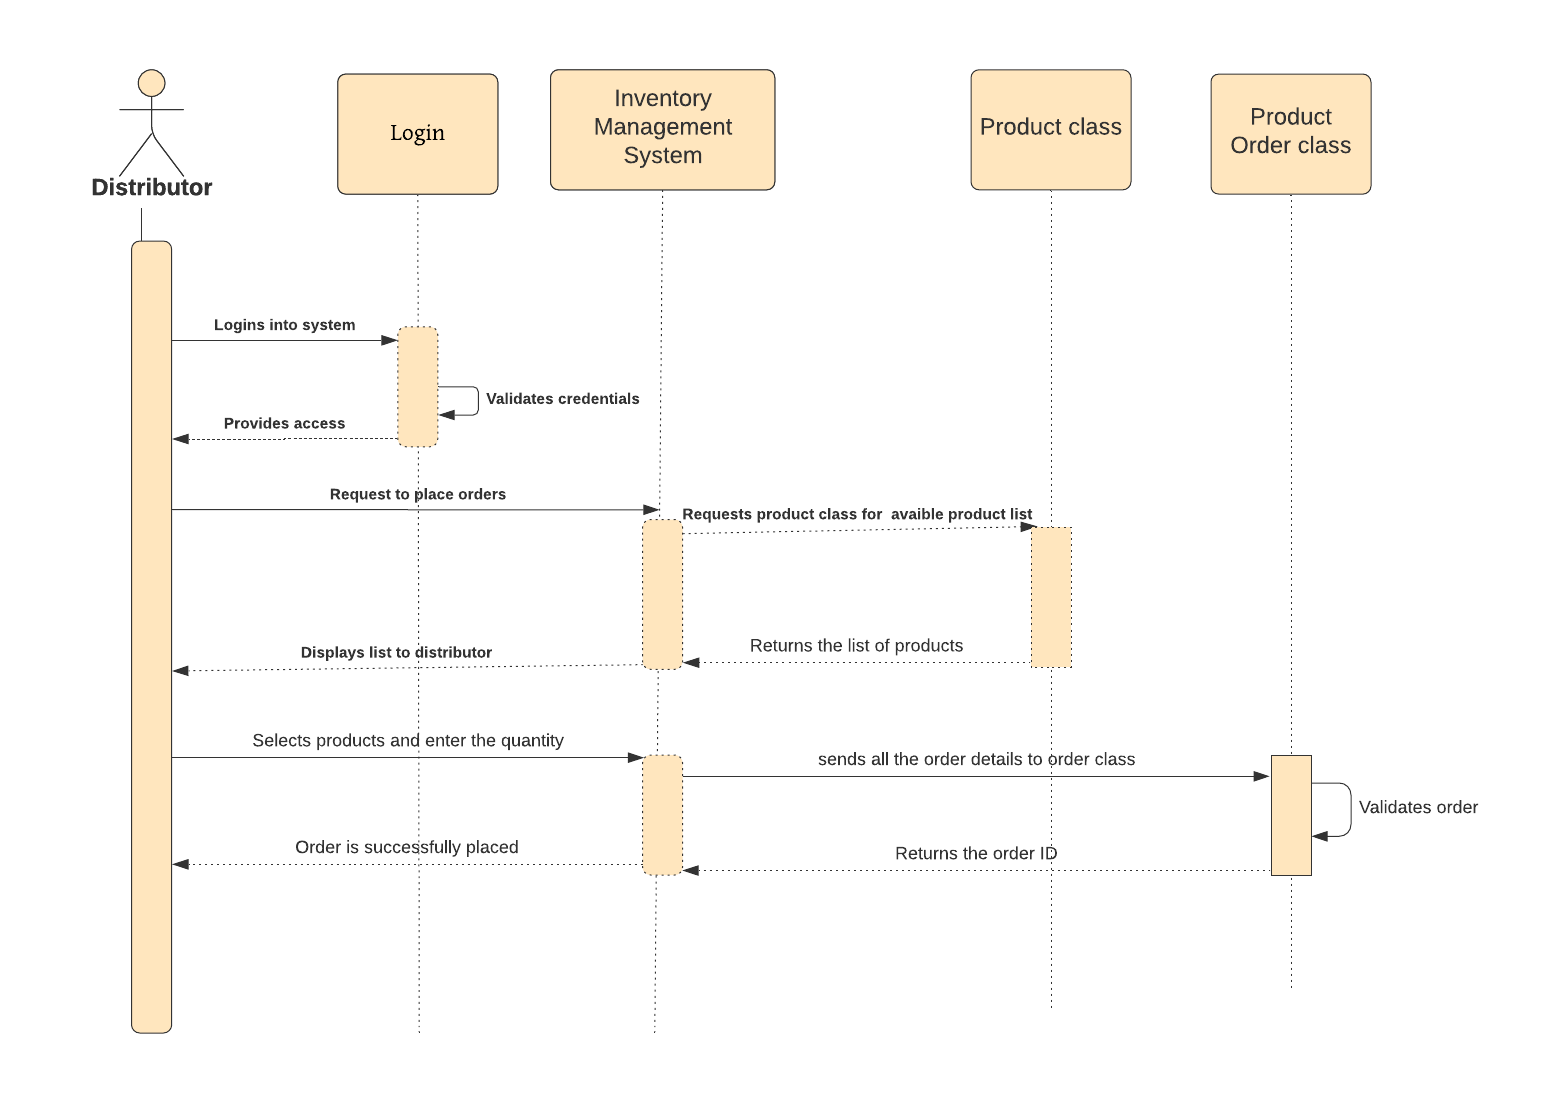 Distributor
Login
Inventory
Management
System
Product class
Product
Order class
Logins into system
Validates credentials
Provides access
Request to place orders
Requests product class for  avaible product list
Displays list to distributor
Returns the list of products
Selects products and enter the quantity
sends all the order details to order class
Validates order
Order is successfully placed
Returns the order ID